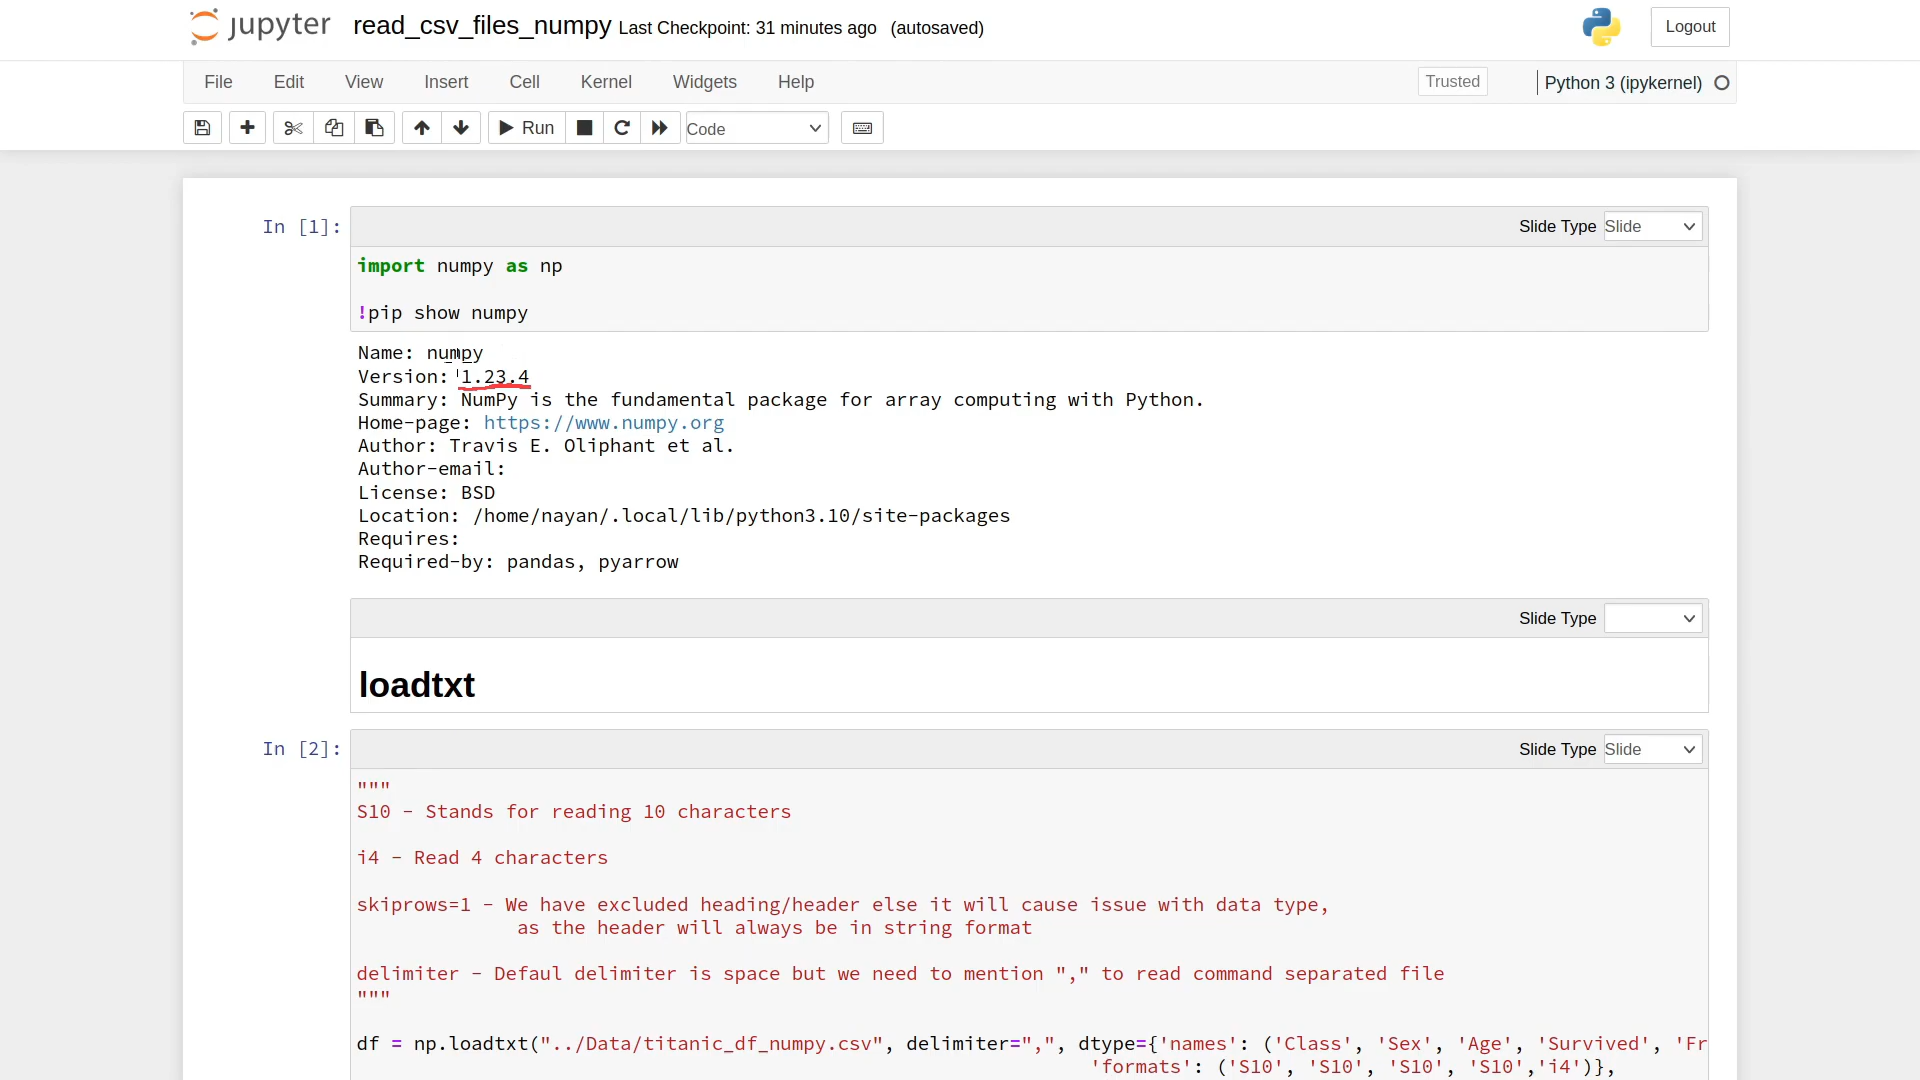 jupyter read_csv_files_numpy Last Checkpoint: 31 minutes ago (autosaved) Logout
File Edit View Insert Cell Kernel Widgets Help Trusted Python 3 (ipykernel)
Run Code
In [1]: Slide Type Slide
import numpy as np
!pip show numpy
Name: numpy
Version: 1.23.4
Summary: NumPy is the fundamental package for array computing with Python.
Home-page: https://www.numpy.org
Author: Travis E. Oliphant et al.
Author-email:
License: BSD
Location: /home/nayan/.local/lib/python3.10/site-packages
Requires:
Required-by: pandas, pyarrow
Slide Type
loadtxt
In [2]: Slide Type Slide
"""
S10 - Stands for reading 10 characters
i4 - Read 4 characters
skiprows=1 - We have excluded heading/header else it will cause issue with data type,
as the header will always be in string format
delimiter - Defaul delimiter is space but we need to mention "," to read command separated file
"""
df = np.loadtxt("../Data/titanic_df_numpy.csv", delimiter=",", dtype={'names': ('Class', 'Sex', 'Age', 'Survived', 'Fr
'formats': ('S10', 'S10', 'S10', 'S10','i4')},